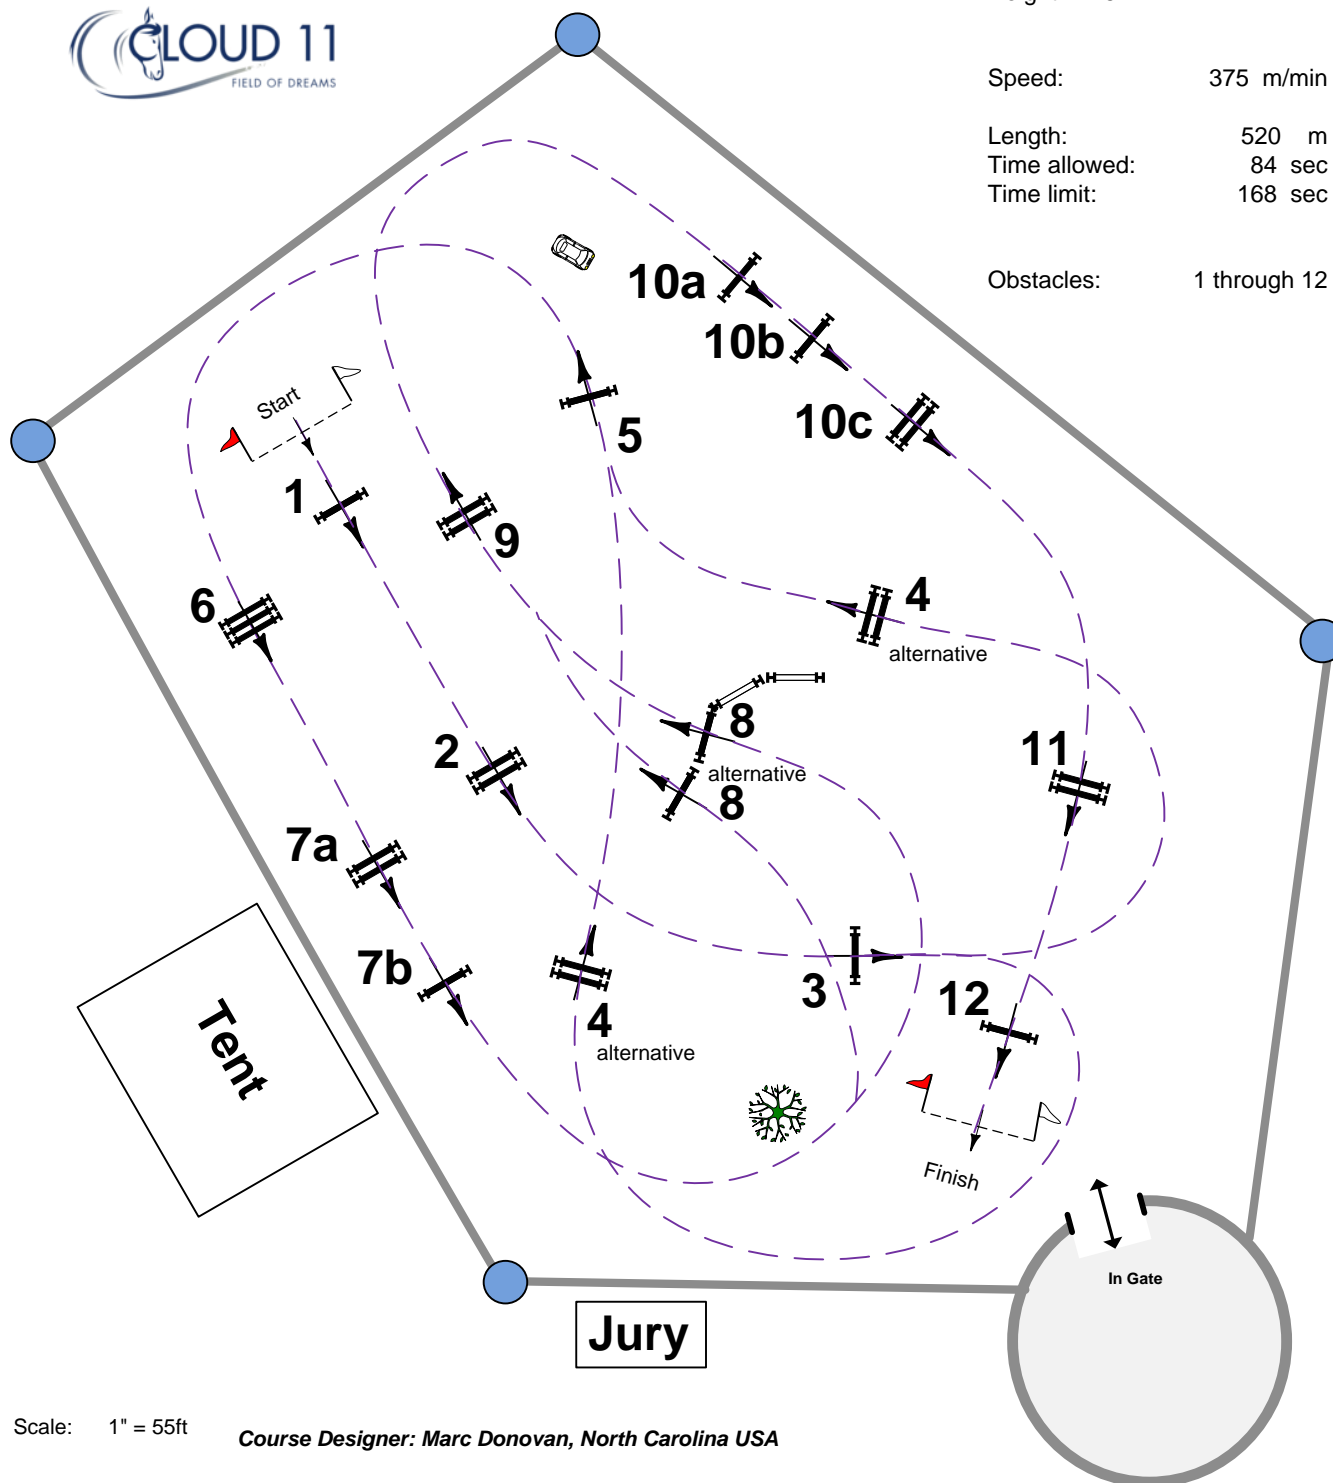 CLOUD 11
FIELD OF DREAMS
Speed: 375 m/min
Length: 520 m
Time allowed: 84 sec
Time limit: 168 sec
Obstacles: 1 through 12
10a
10b
10c
Start
5
1
9
6
4
alternative
8
alternative
8
2
11
7a
7b
3
12
4
alternative
Tent
Finish
In Gate
Jury
Scale: 1" = 55ft
Course Designer: Marc Donovan, North Carolina USA